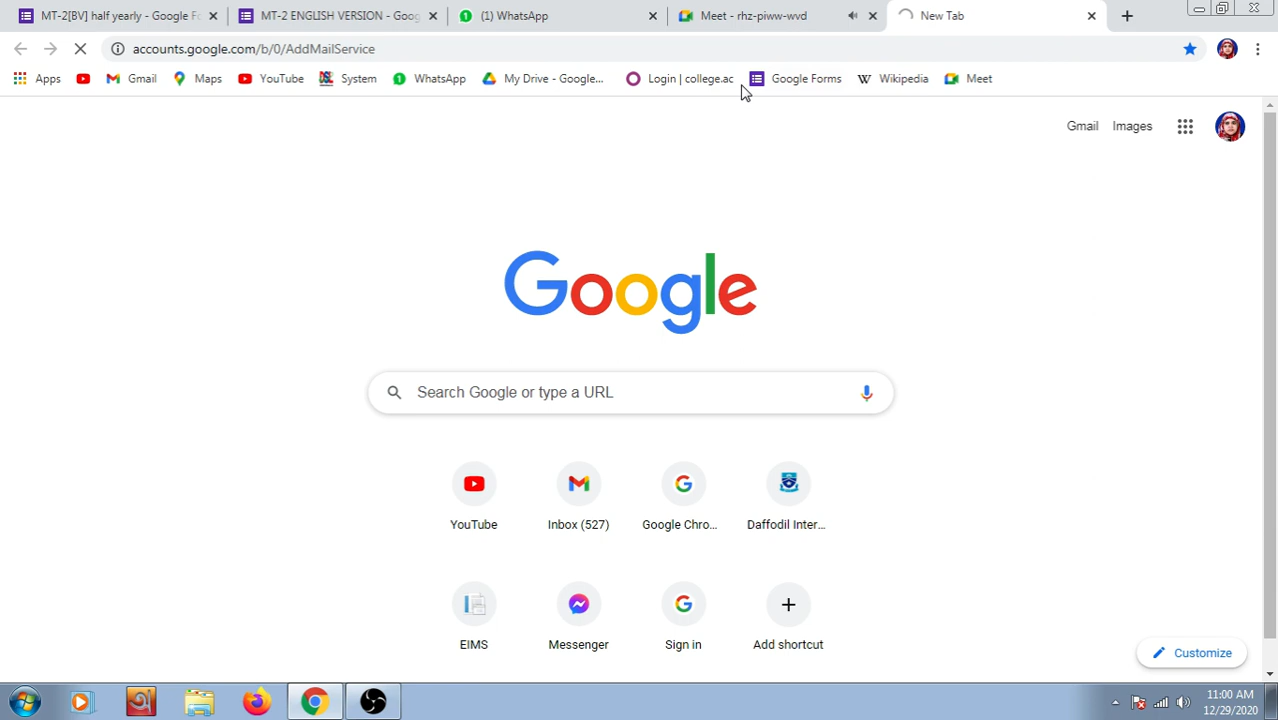 MT-2[BV] half yearly - Google Fo
MT-2 ENGLISH VERSION - Goog
(1) WhatsApp
Meet - rhz-piww-wvd
New Tab
accounts.google.com/b/0/AddMailService
Apps
Gmail
Maps
YouTube
System
WhatsApp
My Drive - Google...
Login | college.ac
Google Forms
Wikipedia
Meet
Gmail Images
Google
Search Google or type a URL
YouTube
Inbox (527)
Google Chro...
Daffodil Inter...
EIMS
Messenger
Sign in
Add shortcut
Customize
11:00 AM
12/29/2020